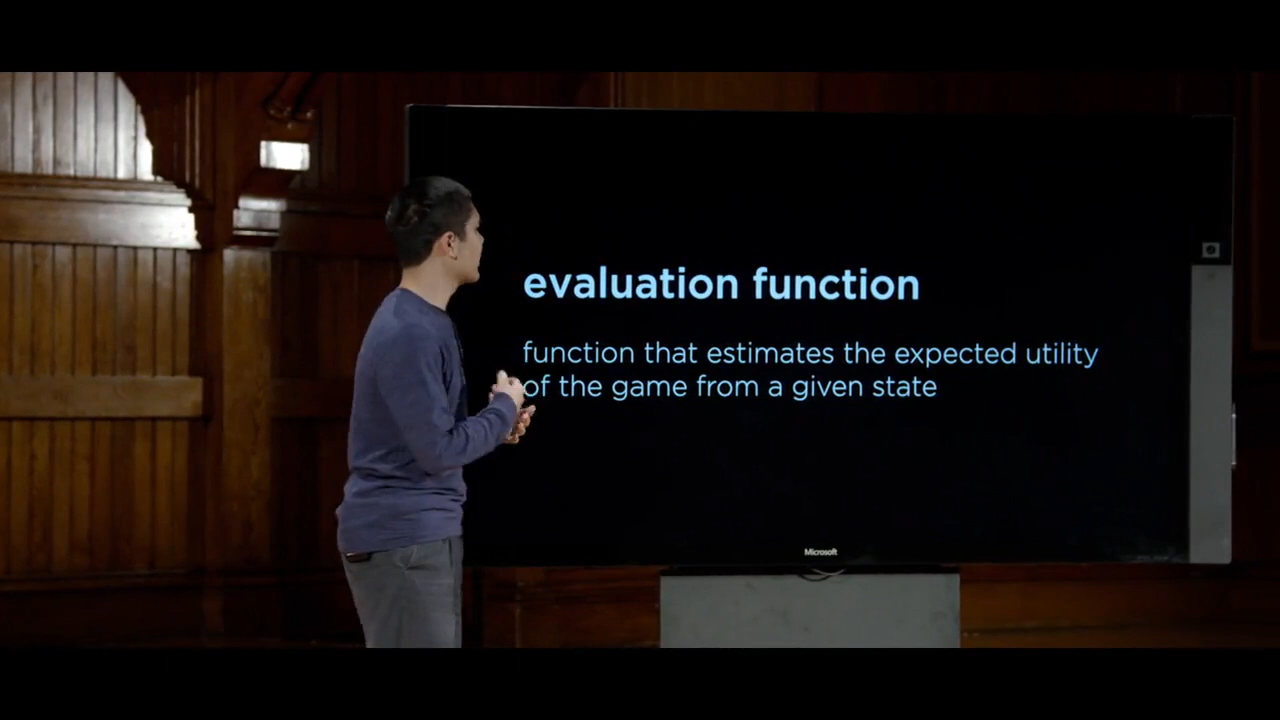 evaluation function
function that estimates the expected utility
of the game from a given state
Microsoft